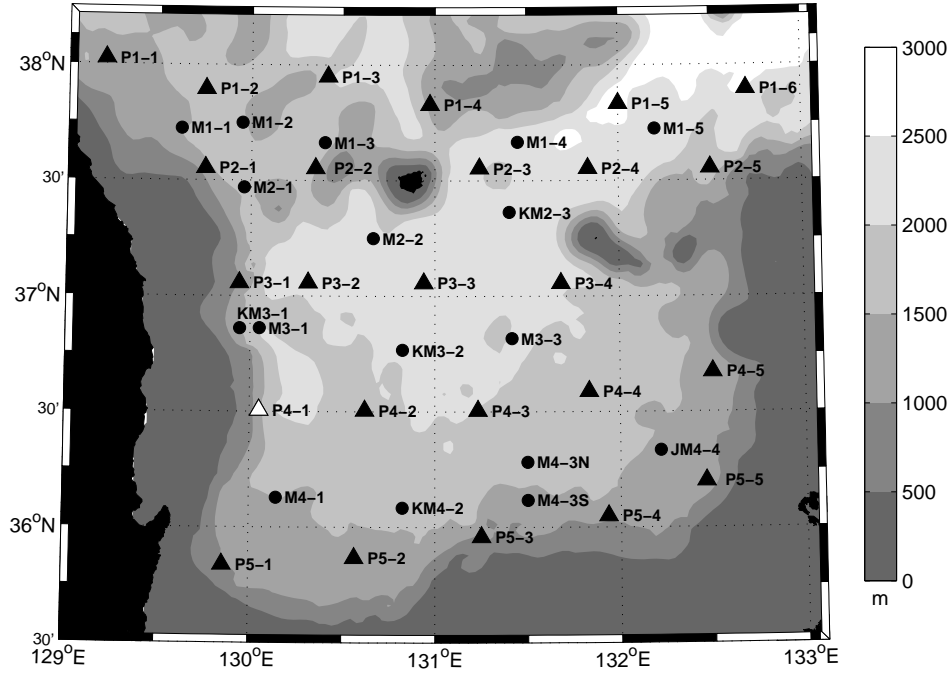 3000
38°N
P1–1
P1–3
P1–2
P1–4
P1–5
P1–6
M1–1
M1–2
M1–3
M1–4
M1–5
2500
P2–1
P2–2
P2–3
P2–4
P2–5
30'
M2–1
KM2–3
M2–2
2000
37°N
P3–1
P3–2
P3–3
P3–4
KM3–1
M3–1
KM3–2
M3–3
1500
P4–5
P4–4
30'
P4–1
P4–2
P4–3
1000
M4–3N
JM4–4
P5–5
M4–1
KM4–2
M4–3S
500
36°N
P5–4
P5–3
P5–1
P5–2
0
m
30'
129°E
130°E
131°E
132°E
133°E